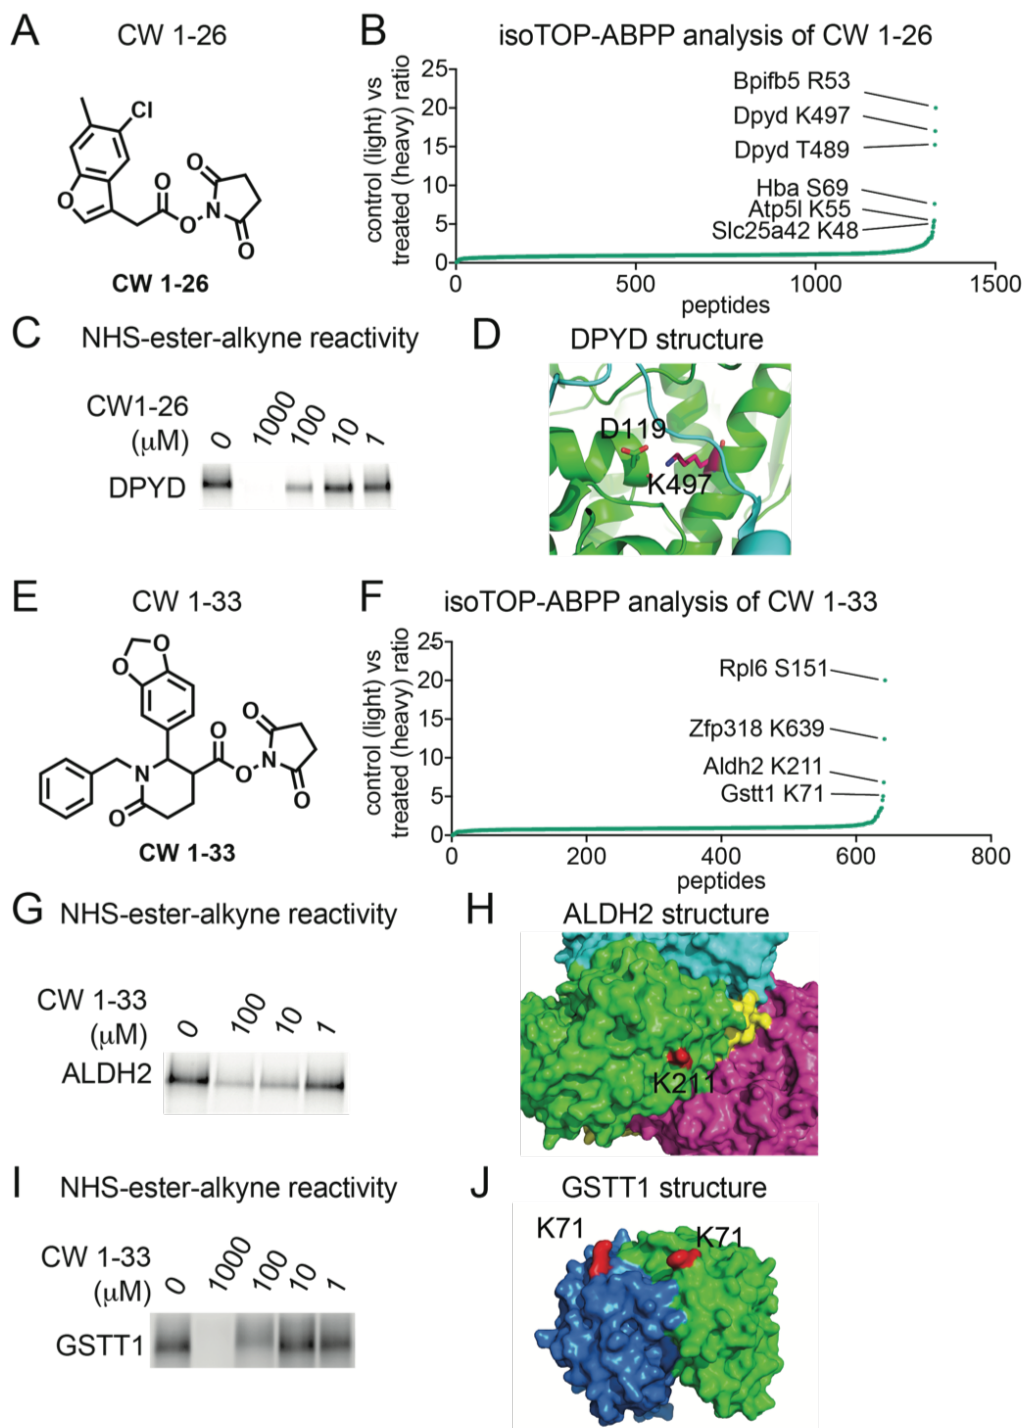 A
CW 1-26
Cl
O
O
O
N
O
O
CW 1-26
B
isoTOP-ABPP analysis of CW 1-26
control (light) vs
treated (heavy) ratio
25
20
15
10
5
0
0
500
1000
1500
peptides
Bpifb5 R53
Dpyd K497
Dpyd T489
Hba S69
Atp5l K55
Slc25a42 K48
C
NHS-ester-alkyne reactivity
CW1-26
(μM)
0
1000
100
10
1
DPYD
D
DPYD structure
D119
K497
E
CW 1-33
O
O
O
O
N
N
O
O
O
CW 1-33
F
isoTOP-ABPP analysis of CW 1-33
control (light) vs
treated (heavy) ratio
25
20
15
10
5
0
0
200
400
600
800
peptides
Rpl6 S151
Zfp318 K639
Aldh2 K211
Gstt1 K71
G
NHS-ester-alkyne reactivity
CW 1-33
(μM)
0
100
10
1
ALDH2
H
ALDH2 structure
K211
I
NHS-ester-alkyne reactivity
CW 1-33
(μM)
0
1000
100
10
1
GSTT1
J
GSTT1 structure
K71
K71